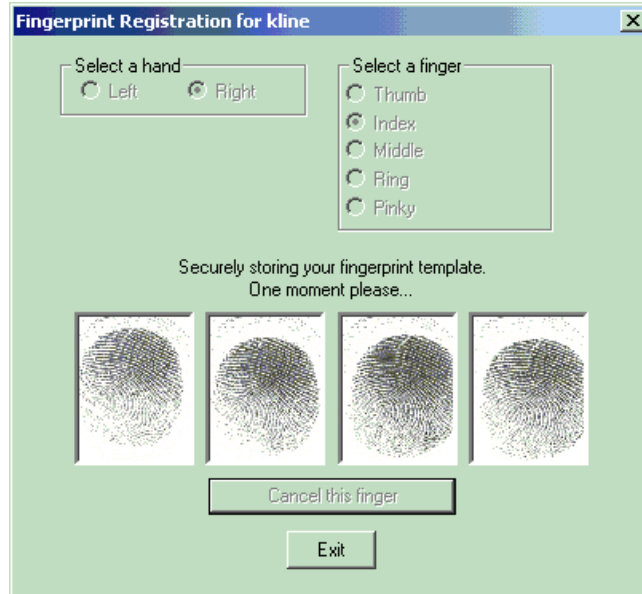 Fingerprint Registration for kline
Select a hand
Left Right
Select a finger
Thumb
Index
Middle
Ring
Pinky
Securely storing your fingerprint template.
One moment please...
Cancel this finger
Exit